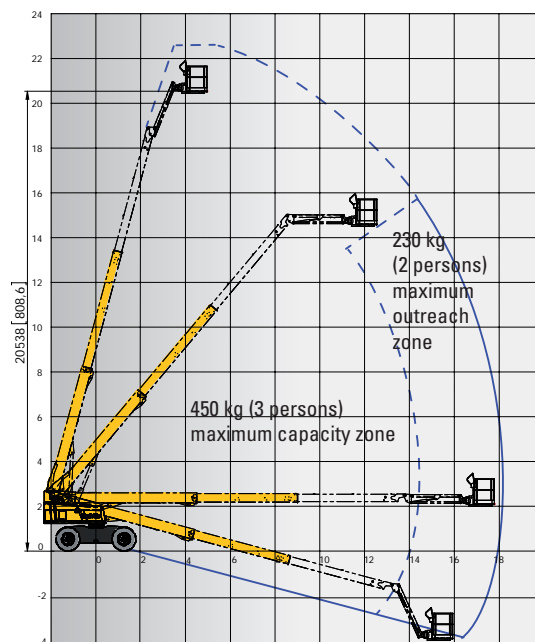 24
22
20
18
16
14
12
10
8
6
4
2
0
-2
-4
20538 [808,6]
230 kg
(2 persons)
maximum
outreach
zone
450 kg (3 persons)
maximum capacity zone
0 2 4 6 8 10 12 14 16 18